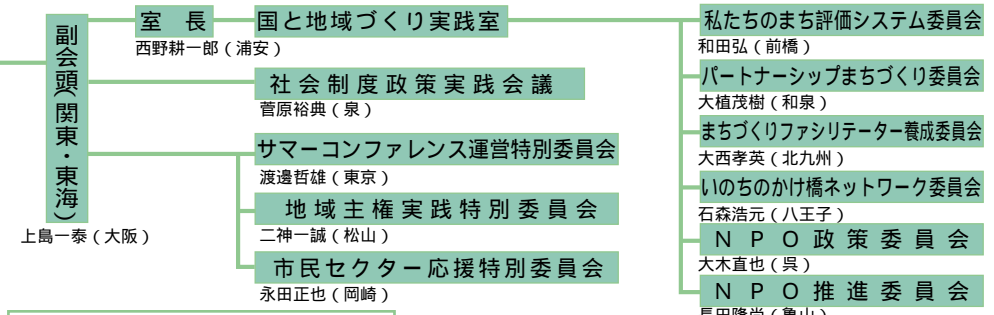 副会頭(関東・東海)
上島一泰(大阪)
室長
西野耕一郎(浦安)
国と地域づくり実践室
社会制度政策実践会議
菅原裕典(泉)
サマーコンファレンス運営特別委員会
渡邊哲雄(東京)
地域主権実践特別委員会
二神一誠(松山)
市民セクター応援特別委員会
永田正也(岡崎)
私たちのまち評価システム委員会
和田弘(前橋)
パートナーシップまちづくり委員会
大植茂樹(和泉)
まちづくりファシリテーター養成委員会
大西孝英(北九州)
いのちのかけ橋ネットワーク委員会
石森浩元(八王子)
NPO政策委員会
大木直也(呉)
NPO推進委員会